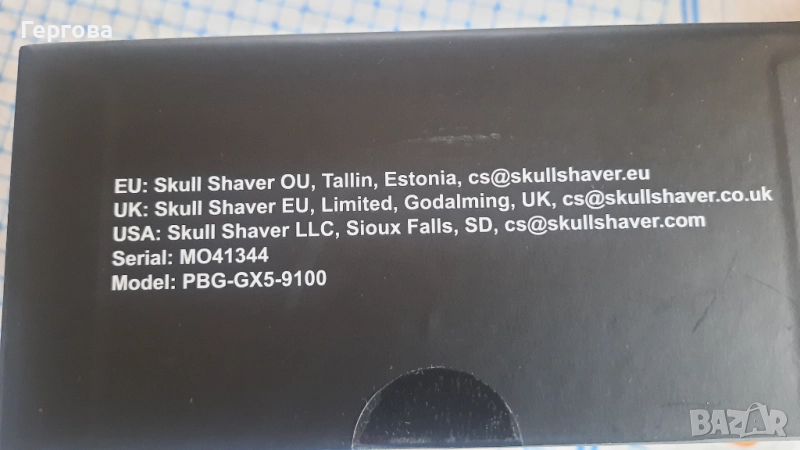 Гергова
EU: Skull Shaver OU, Tallin, Estonia, cs@skullshaver.eu
UK: Skull Shaver EU, Limited, Godalming, UK, cs@skullshaver.co.uk
USA: Skull Shaver LLC, Sioux Falls, SD, cs@skullshaver.com
Serial: MO41344
Model: PBG-GX5-9100
BAZAR